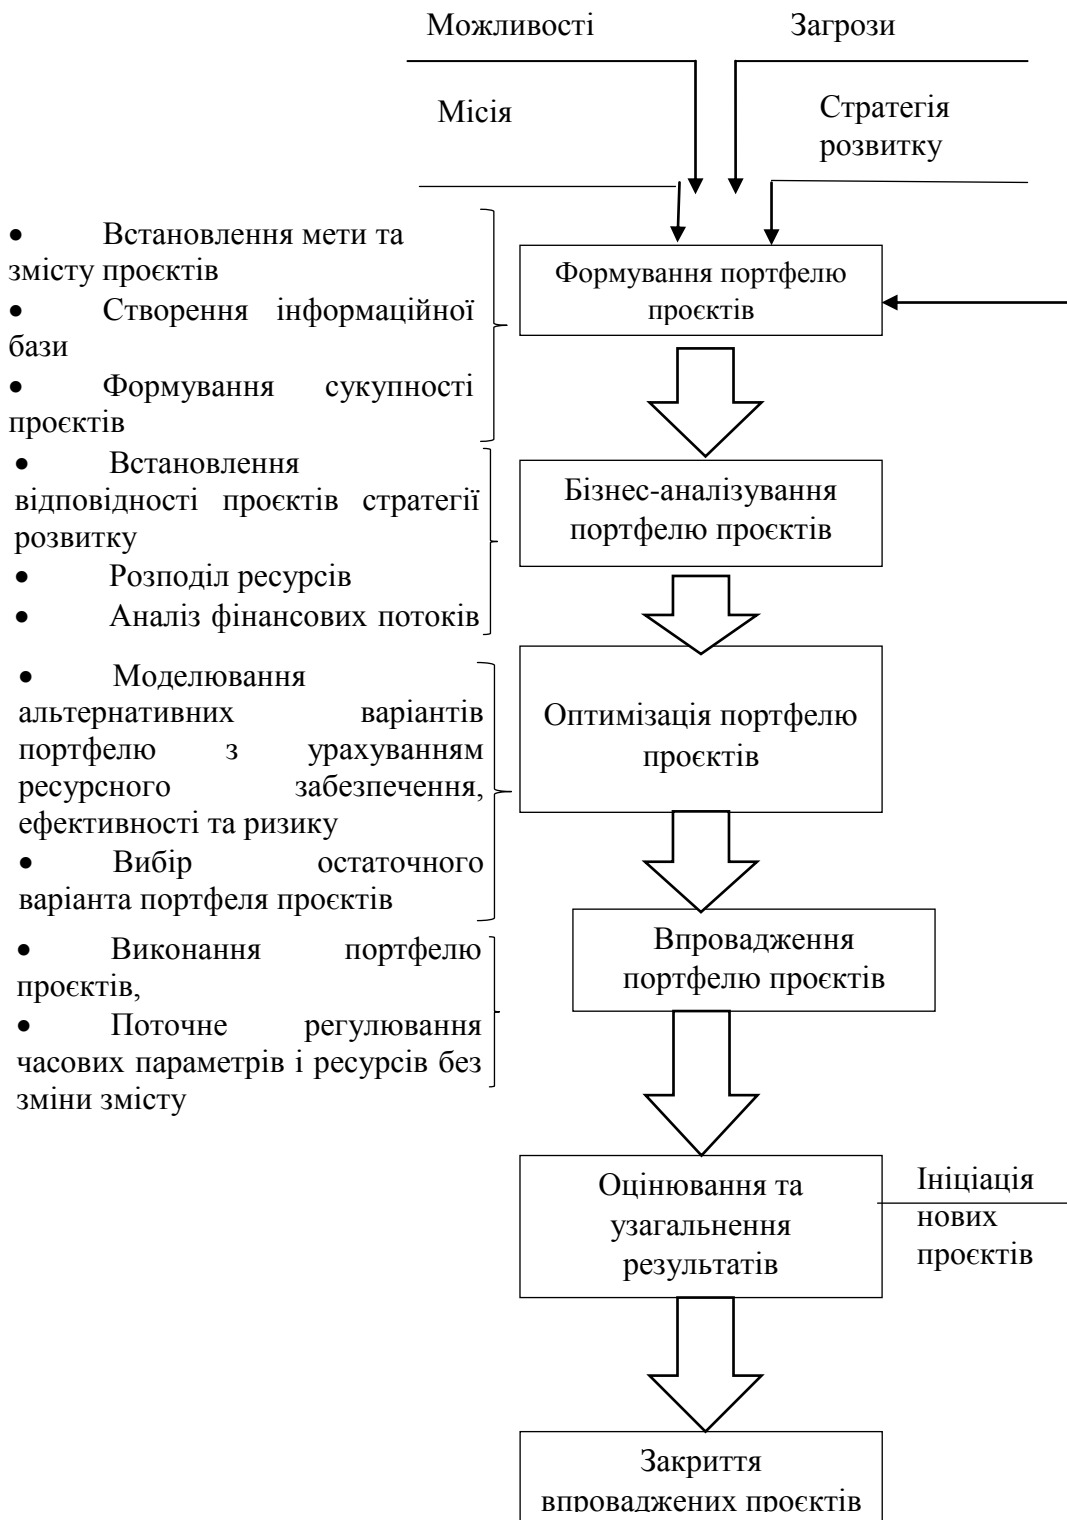 Можливості
Загрози
Місія
Стратегія
розвитку
• Встановлення мети та
змісту проєктів
• Створення інформаційної
бази
• Формування сукупності
проєктів
Формування портфелю
проєктів
• Встановлення
відповідності проєктів стратегії
розвитку
• Розподіл ресурсів
• Аналіз фінансових потоків
Бізнес-аналізування
портфелю проєктів
• Моделювання
альтернативних варіантів
портфелю з урахуванням
ресурсного забезпечення,
ефективності та ризику
• Вибір остаточного
варіанта портфеля проєктів
Оптимізація портфелю
проєктів
• Виконання портфелю
проєктів,
• Поточне регулювання
часових параметрів і ресурсів без
зміни змісту
Впровадження
портфелю проєктів
Оцінювання та
узагальнення
результатів
Ініціація
нових
проєктів
Закриття
впроваджених проєктів